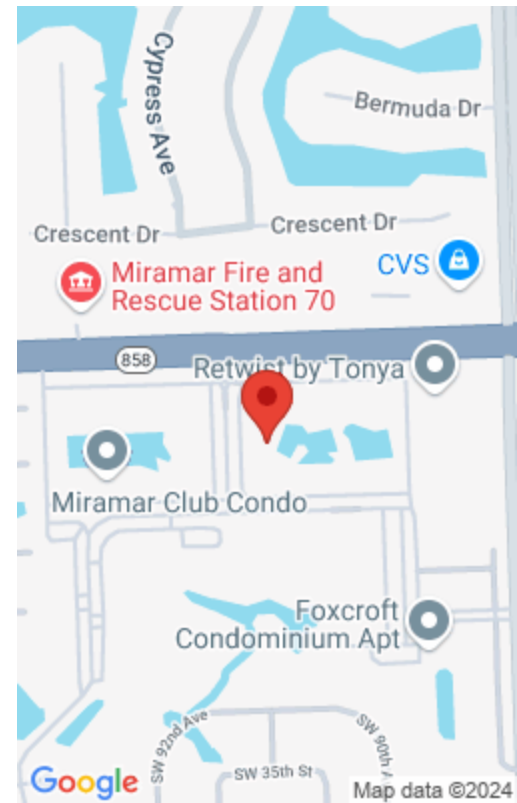 Cypress Ave
Bermuda Dr
Crescent Dr
Crescent Dr
CVS
Miramar Fire and
Rescue Station 70
858
Retwist by Tonya
Miramar Club Condo
Foxcroft
Condominium Apt
SW 92nd Ave
SW 90th A
SW 35th St
Google
Map data ©2024